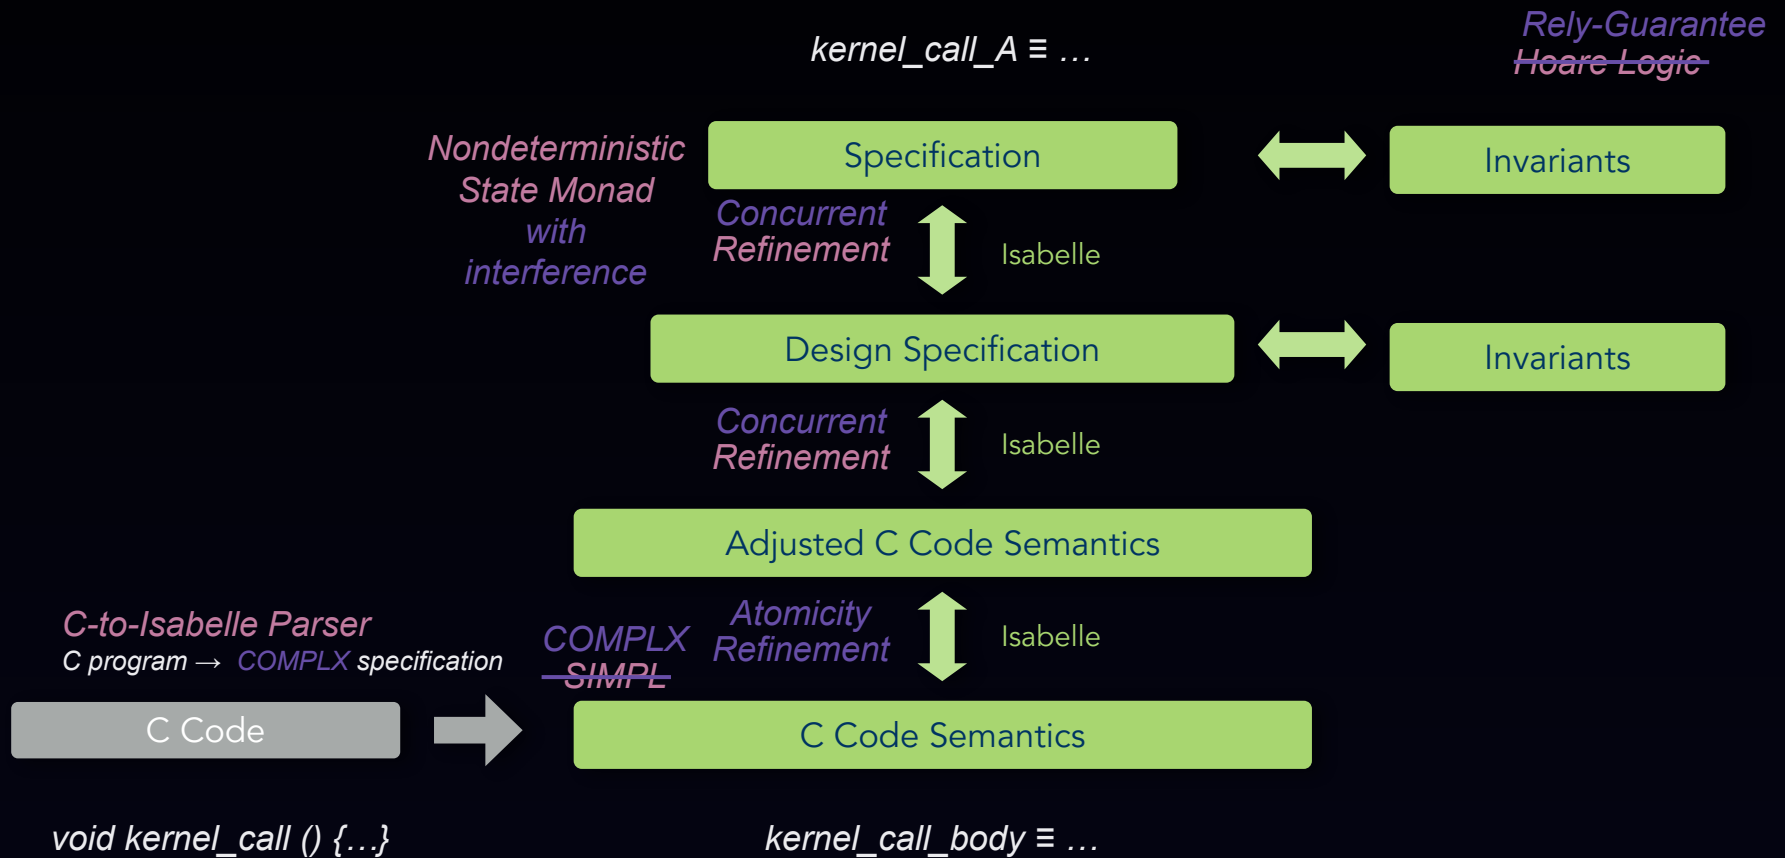 Rely-Guarantee
kernel_call_A ≡ …
Hoare Logic
Nondeterministic
State Monad
with
interference
Specification
Invariants
Concurrent
Refinement
Isabelle
Design Specification
Invariants
Concurrent
Refinement
Isabelle
Adjusted C Code Semantics
C-to-Isabelle Parser
C program → COMPLX specification
COMPLX
SIMPL
Atomicity
Refinement
Isabelle
C Code
C Code Semantics
void kernel_call () {…}
kernel_call_body ≡ …